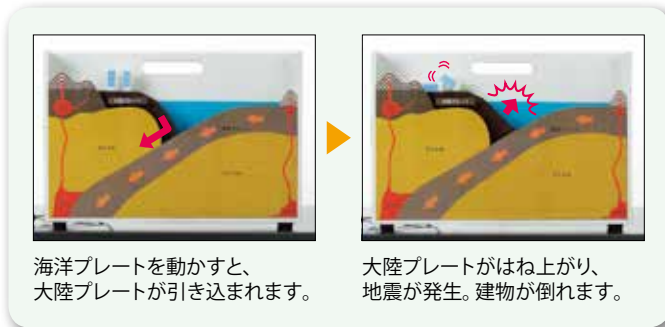 海洋プレートを動かすと、
大陸プレートが引き込まれます。
大陸プレートがはね上がり、
地震が発生。建物が倒れます。